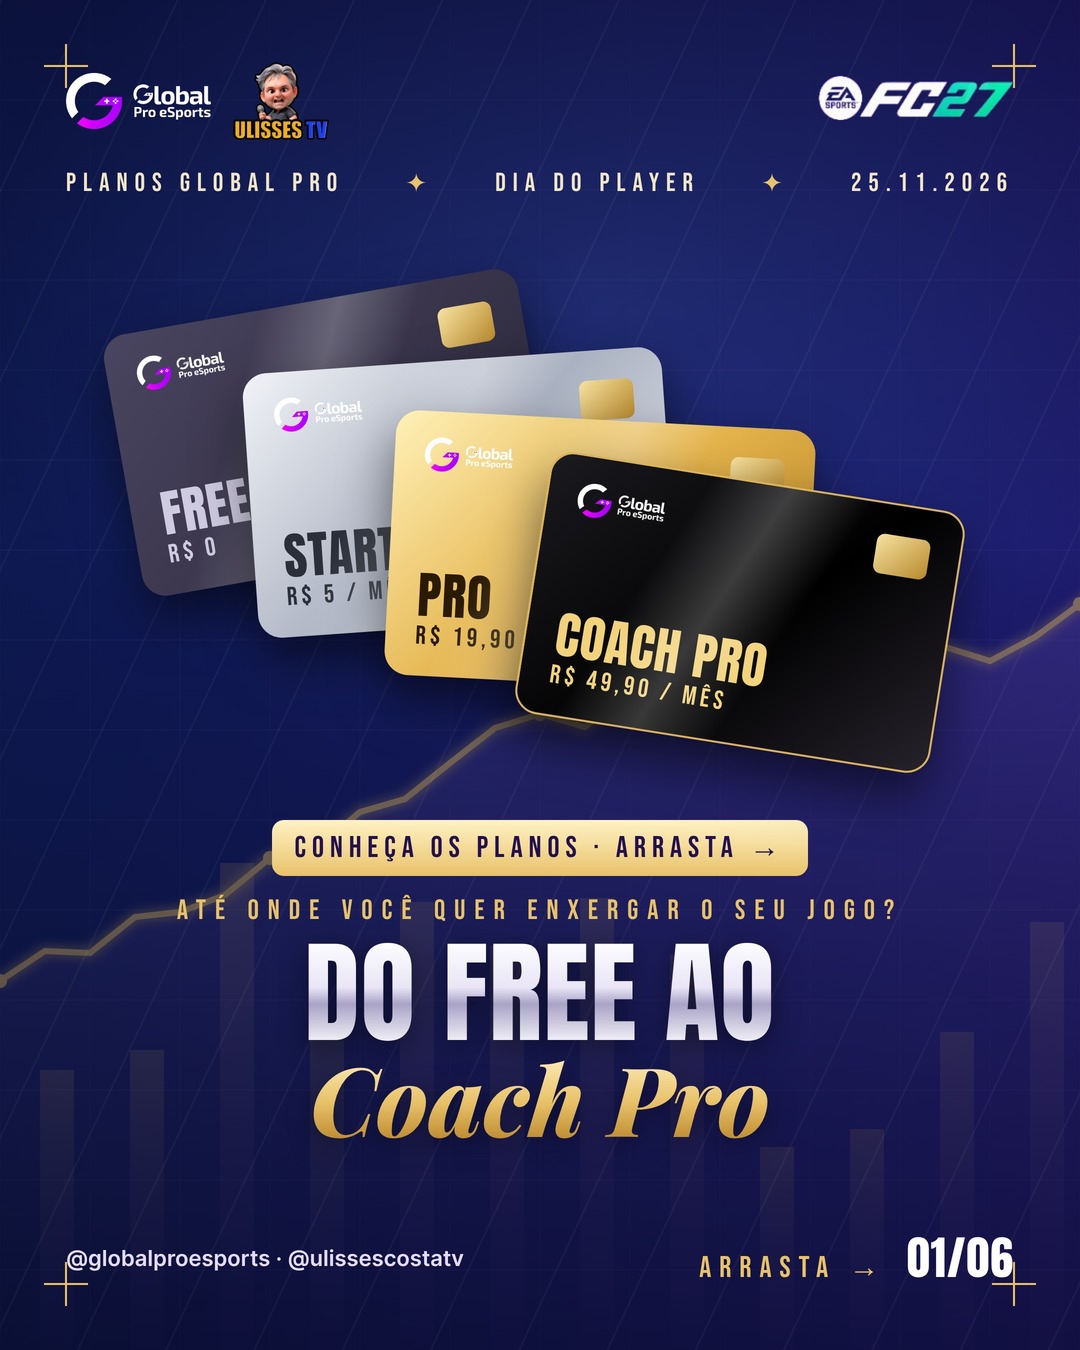 Global
Pro eSports
ULISSES TV
EA
SPORTS
FC27
PLANOS GLOBAL PRO ✦ DIA DO PLAYER ✦ 25.11.2026
Global
Pro eSports
FREE
R$ 0
Global
Pro eSports
START
R$ 5 / M
Global
Pro eSports
PRO
R$ 19,90
Global
Pro eSports
COACH PRO
R$ 49,90 / MÊS
CONHEÇA OS PLANOS · ARRASTA →
ATÉ ONDE VOCÊ QUER ENXERGAR O SEU JOGO?
DO FREE AO
Coach Pro
@globalproesports · @ulissescostatv
ARRASTA → 01/06